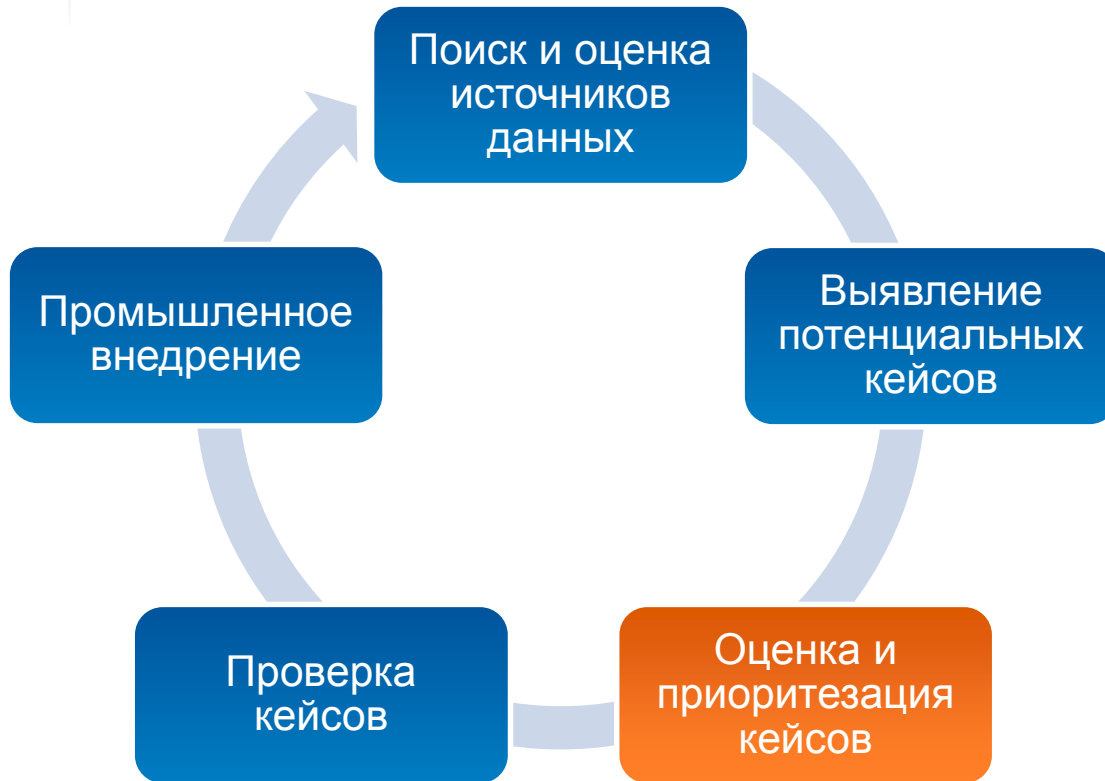 Поиск и оценка
источников
данных
Выявление
потенциальных
кейсов
Оценка и
приоритезация
кейсов
Проверка
кейсов
Промышленное
внедрение